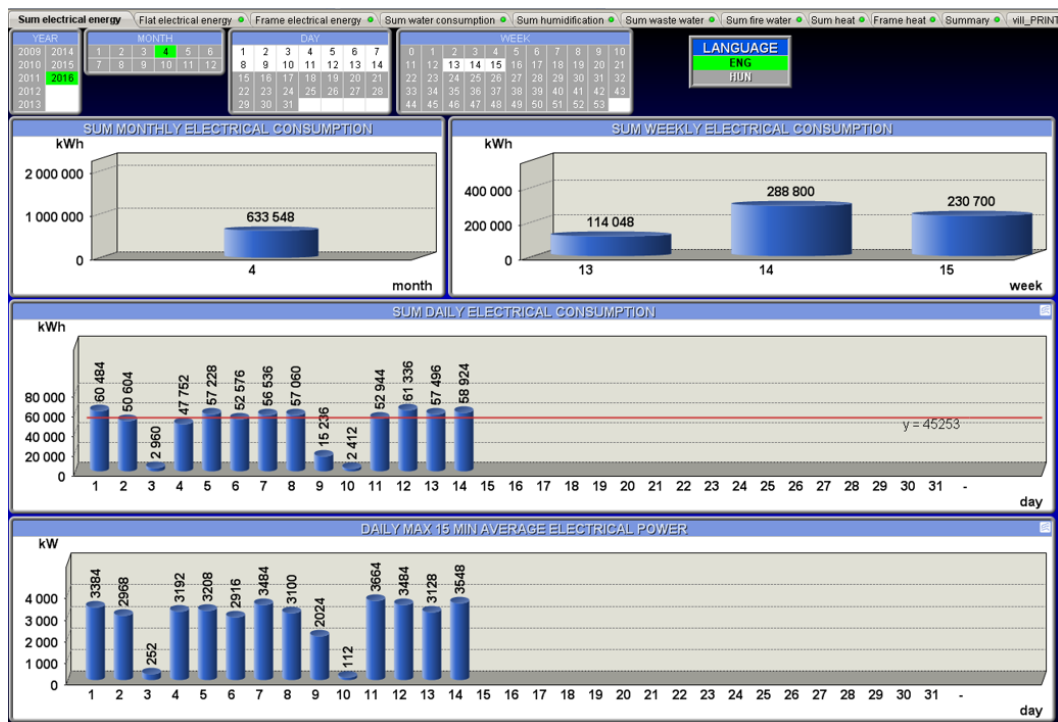 Sum electrical energy Flat electrical energy Frame electrical energy Sum water consumption Sum humidification Sum waste water Sum fire water Sum heat Frame heat Summary vill_PRINT
YEAR
2009 2014
2010 2015
2011 2016
2012
2013
MONTH
1 2 3 4 5 6
7 8 9 10 11 12
DAY
1 2 3 4 5 6 7
8 9 10 11 12 13 14
15 16 17 18 19 20 21
22 23 24 25 26 27 28
29 30 31
WEEK
0 1 2 3 4 5 6 7 8 9 10
11 12 13 14 15 16 17 18 19 20 21
22 23 24 25 26 27 28 29 30 31 32
33 34 35 36 37 38 39 40 41 42 43
44 45 46 47 48 49 50 51 52 53
LANGUAGE
ENG
HUN
SUM MONTHLY ELECTRICAL CONSUMPTION
kWh
2 000 000
1 000 000
0
633 548
4
month
SUM WEEKLY ELECTRICAL CONSUMPTION
kWh
400 000
200 000
0
114 048 288 800 230 700
13 14 15
week
SUM DAILY ELECTRICAL CONSUMPTION
kWh
80 000
60 000
40 000
20 000
0
60 484 50 604 2 960 47 752 57 228 52 576 56 536 57 060 15 236 2 412 52 944 61 336 57 496 58 924
y = 45253
1 2 3 4 5 6 7 8 9 10 11 12 13 14 15 16 17 18 19 20 21 22 23 24 25 26 27 28 29 30 31 -
day
DAILY MAX 15 MIN AVERAGE ELECTRICAL POWER
kW
4 000
3 000
2 000
1 000
0
3384 2968 252 3192 3208 2916 3484 3100 2024 112 3664 3484 3128 3548
1 2 3 4 5 6 7 8 9 10 11 12 13 14 15 16 17 18 19 20 21 22 23 24 25 26 27 28 29 30 31 -
day